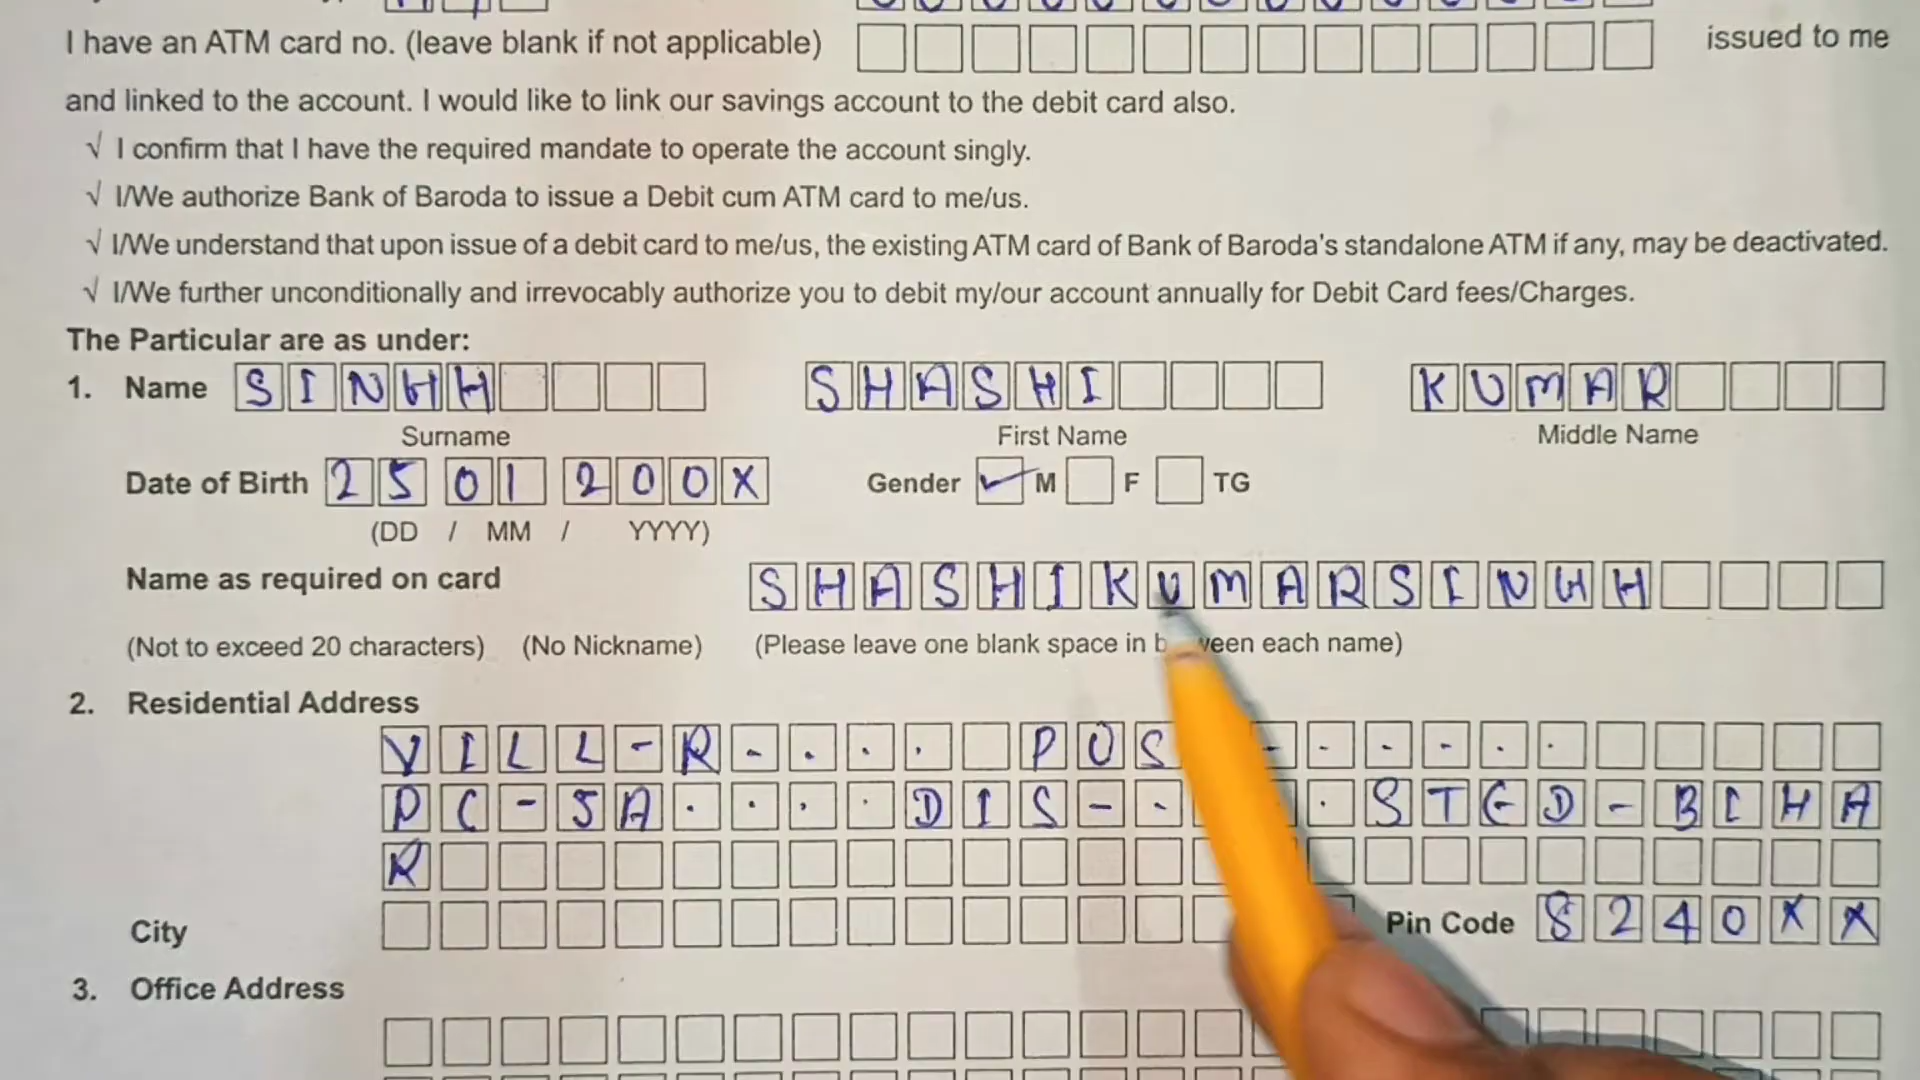 I have an ATM card no. (leave blank if not applicable) issued to me
and linked to the account. I would like to link our savings account to the debit card also.
√ I confirm that I have the required mandate to operate the account singly.
√ I/We authorize Bank of Baroda to issue a Debit cum ATM card to me/us.
√ I/We understand that upon issue of a debit card to me/us, the existing ATM card of Bank of Baroda's standalone ATM if any, may be deactivated.
√ I/We further unconditionally and irrevocably authorize you to debit my/our account annually for Debit Card fees/Charges.
The Particular are as under:
1. Name SINHH SHASHI KUMAR
Surname First Name Middle Name
Date of Birth 25 01 200X Gender ✓ M F TG
(DD / MM / YYYY)
Name as required on card SHASHIKUMARSINHH
(Not to exceed 20 characters) (No Nickname) (Please leave one blank space in between each name)
2. Residential Address
VILL-R-... POS ------
PC-SA.... DIS-- . STED-BIHA
R
City Pin Code 8240XX
3. Office Address